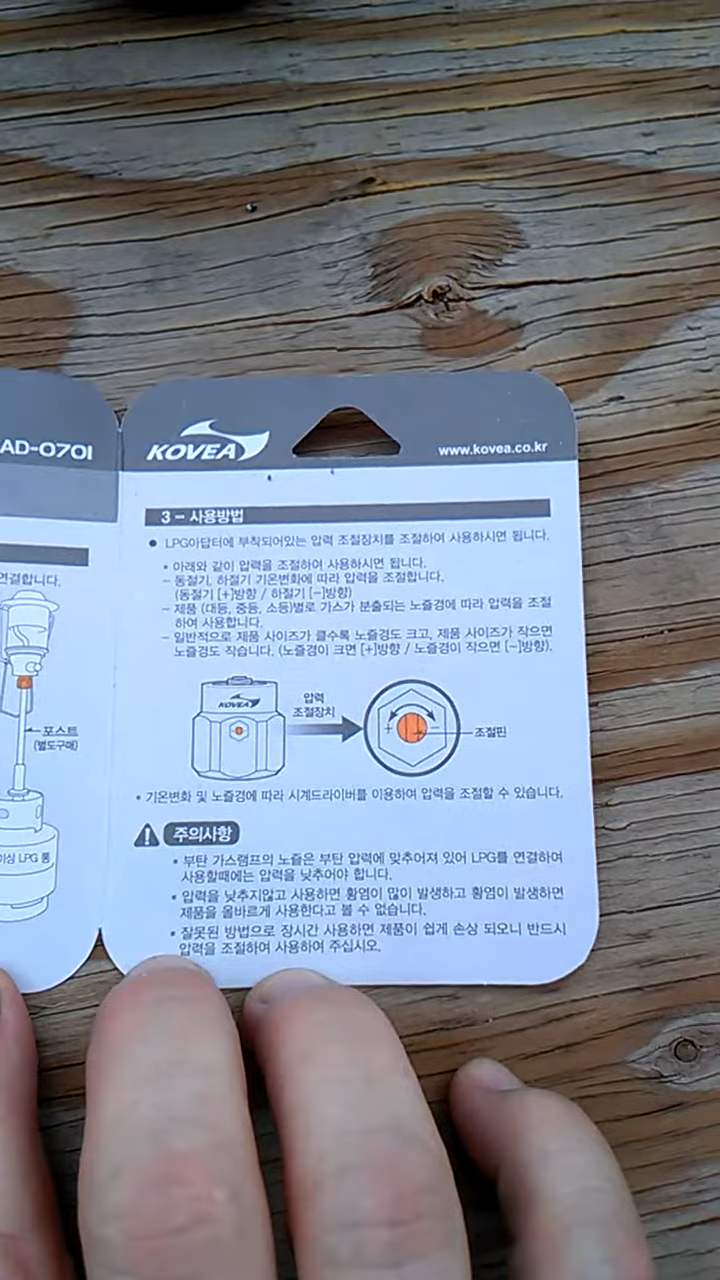 AD-0701
연결합니다.
포스트
(별도구매)
이상 LPG 통
KOVEA
www.kovea.co.kr
3 - 사용방법
● LPG아답터에 부착되어있는 압력 조절장치를 조절하여 사용하시면 됩니다.
• 아래와 같이 압력을 조절하여 사용하시면 됩니다.
- 동절기, 하절기 기온변화에 따라 압력을 조절합니다.
(동절기 [+]방향 / 하절기 [-]방향)
- 제품 (대등, 중등, 소등)별로 가스가 분출되는 노즐경에 따라 압력을 조절
하여 사용합니다.
- 일반적으로 제품 사이즈가 클수록 노즐경도 크고, 제품 사이즈가 작으면
노즐경도 작습니다. (노즐경이 크면 [+]방향 / 노즐경이 작으면 [-]방향).
KOVEA
압력
조절장치
+ -
조절핀
• 기온변화 및 노즐경에 따라 시계드라이버를 이용하여 압력을 조절할 수 있습니다.
주의사항
• 부탄 가스램프의 노즐은 부탄 압력에 맞추어져 있어 LPG를 연결하여
사용할때에는 압력을 낮추어야 합니다.
• 압력을 낮추지않고 사용하면 황염이 많이 발생하고 황염이 발생하면
제품을 올바르게 사용한다고 볼 수 없습니다.
• 잘못된 방법으로 장시간 사용하면 제품이 쉽게 손상 되오니 반드시
압력을 조절하여 사용하여 주십시오.